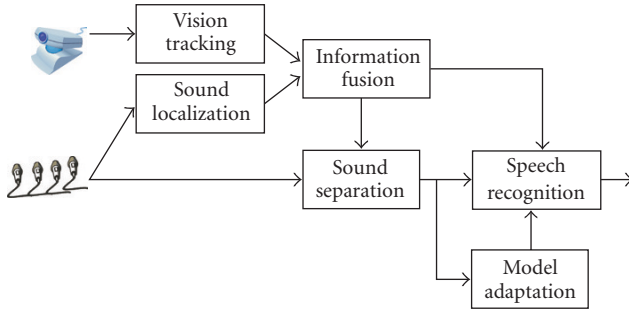 Vision
tracking
Information
fusion
Sound
localization
Sound
separation
Speech
recognition
Model
adaptation